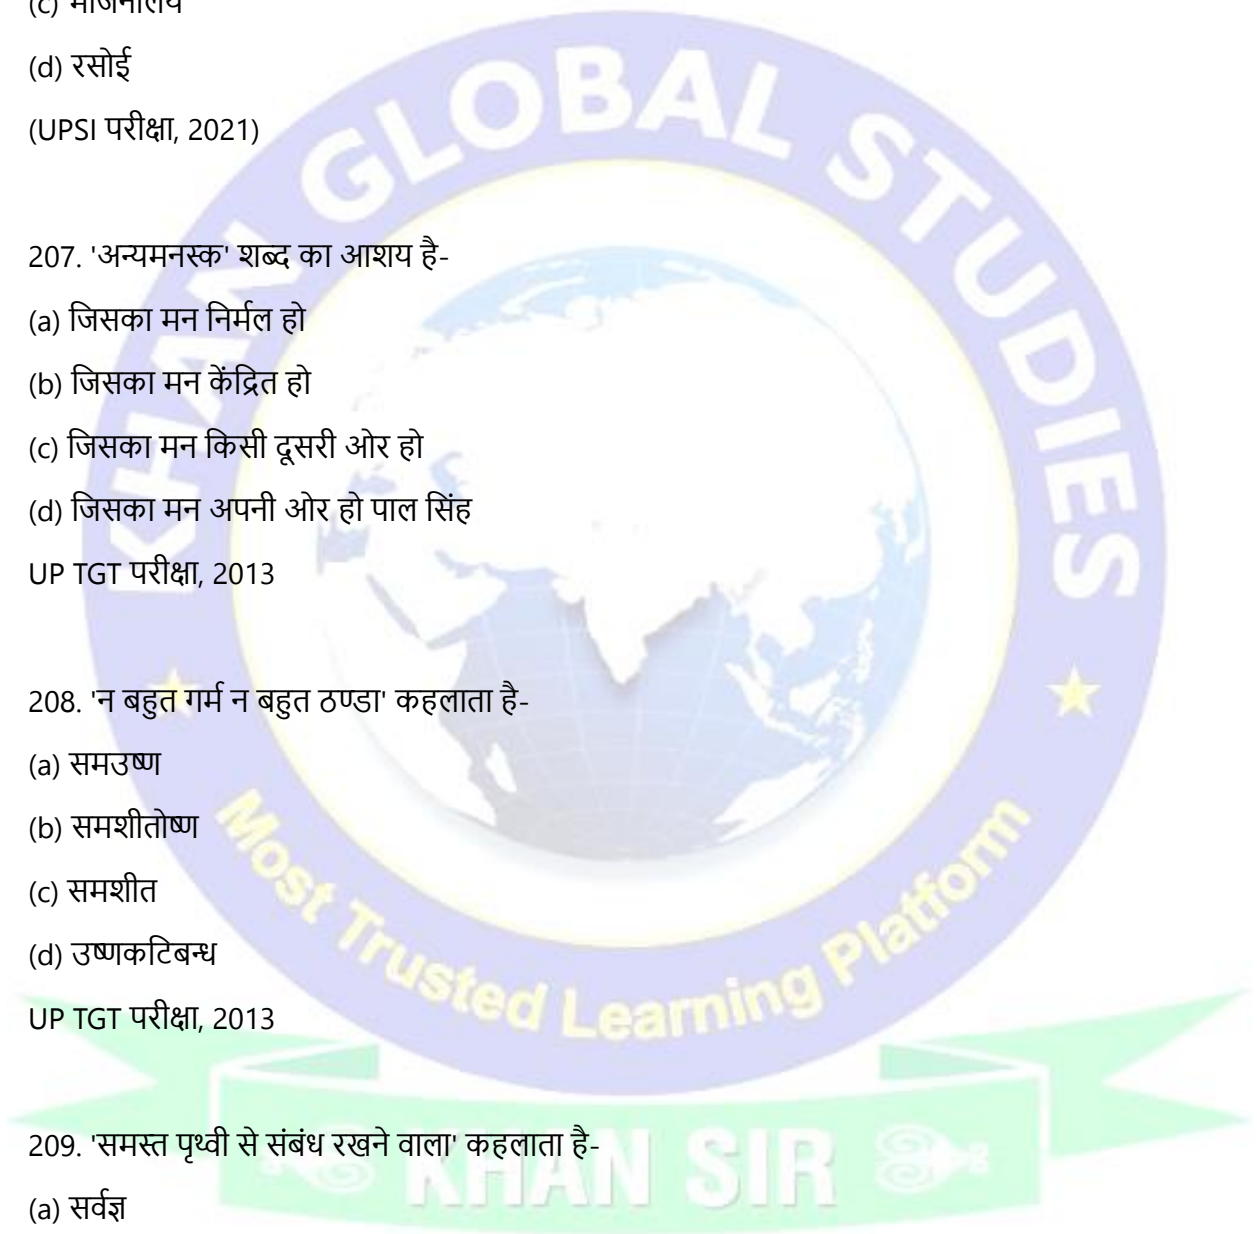 (c) भोजनालय
(d) रसोई
(UPSI परीक्षा, 2021)
207. 'अन्यमनस्क' शब्द का आशय है-
(a) जिसका मन निर्मल हो
(b) जिसका मन केंद्रित हो
(c) जिसका मन किसी दूसरी ओर हो
(d) जिसका मन अपनी ओर हो पाल सिंह
UP TGT परीक्षा, 2013
208. 'न बहुत गर्म न बहुत ठण्डा' कहलाता है-
(a) समउष्ण
(b) समशीतोष्ण
(c) समशीत
(d) उष्णकटिबन्ध
UP TGT परीक्षा, 2013
209. 'समस्त पृथ्वी से संबंध रखने वाला' कहलाता है-
(a) सर्वज्ञ
KHAN GLOBAL STUDIES
Most Trusted Learning Platform
KHAN SIR